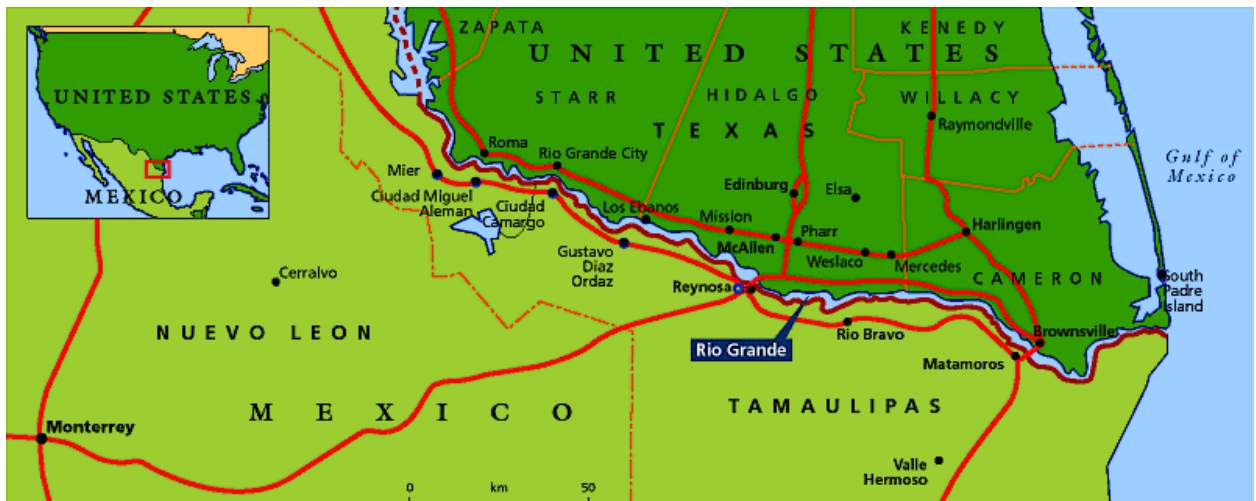 UNITED STATES
MEXICO
ZAPATA
KENEDY
UNITED STATES
STARR
HIDALGO
WILLACY
TEXAS
Raymondville
Gulf of
Mexico
Roma
Rio Grande City
Mier
Ciudad Miguel
Aleman
Ciudad
Camargo
Edinburg
Elsa
Los Ebanos
Mission
McAllen
Pharr
Weslaco
Mercedes
Harlingen
Gustavo
Diaz
Ordaz
Cerralvo
Reynosa
CAMERON
South
Padre
Island
NUEVO LEON
Rio Grande
Rio Bravo
Brownsville
Matamoros
MEXICO
TAMAULIPAS
Monterrey
Valle
Hermoso
0 km 50